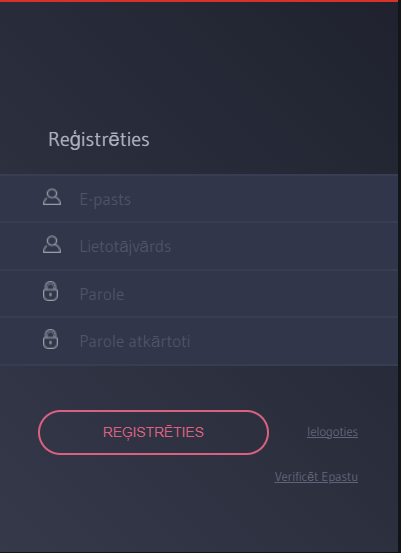 Reģistrēties
E-pasts
Lietotājvārds
Parole
Parole atkārtoti
REĢISTRĒTIES
Ielogoties
Verificēt Epastu